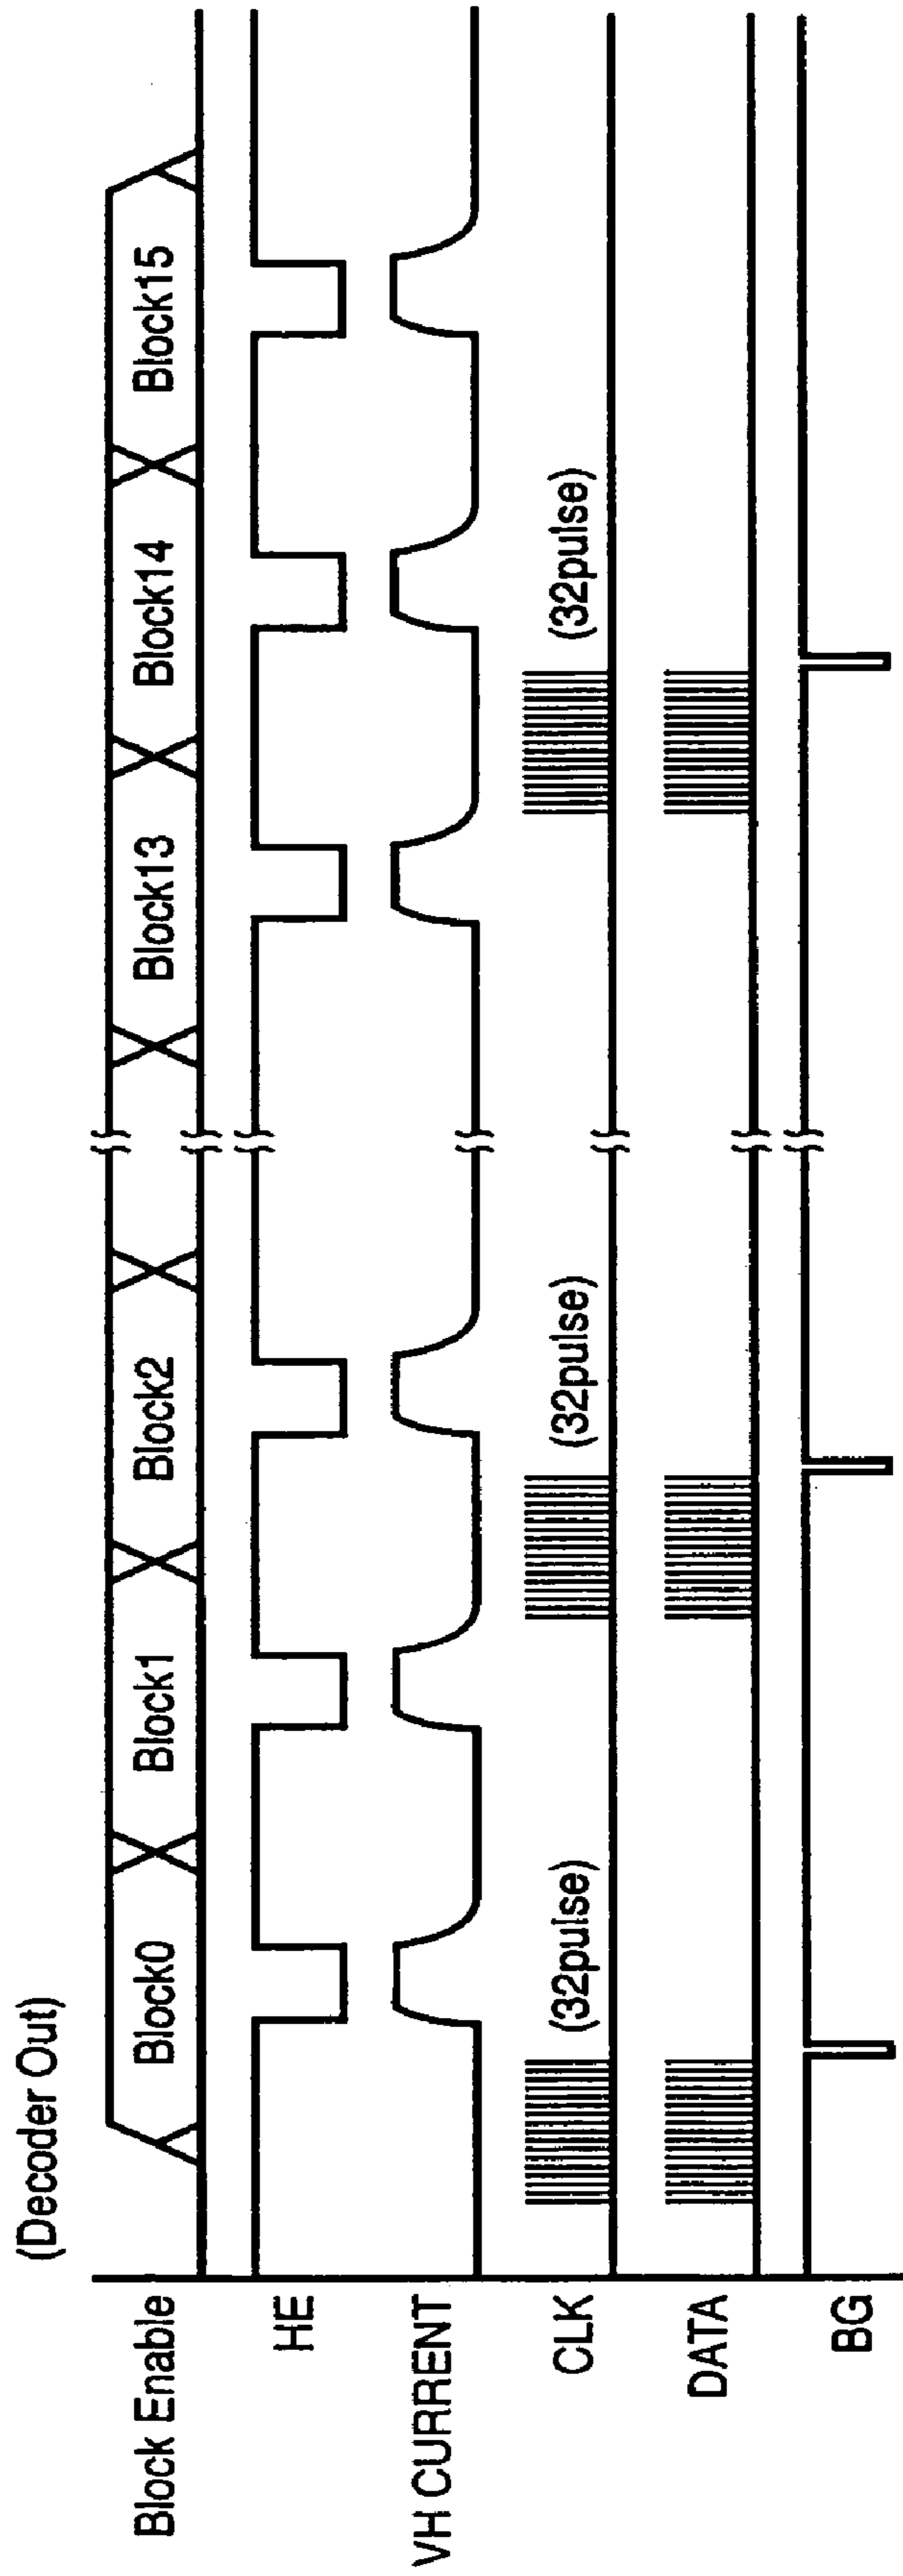 (Decoder Out)
Block Enable
Block0
Block1
Block2
Block13
Block14
Block15
HE
VH CURRENT
CLK
(32pulse)
(32pulse)
(32pulse)
DATA
BG